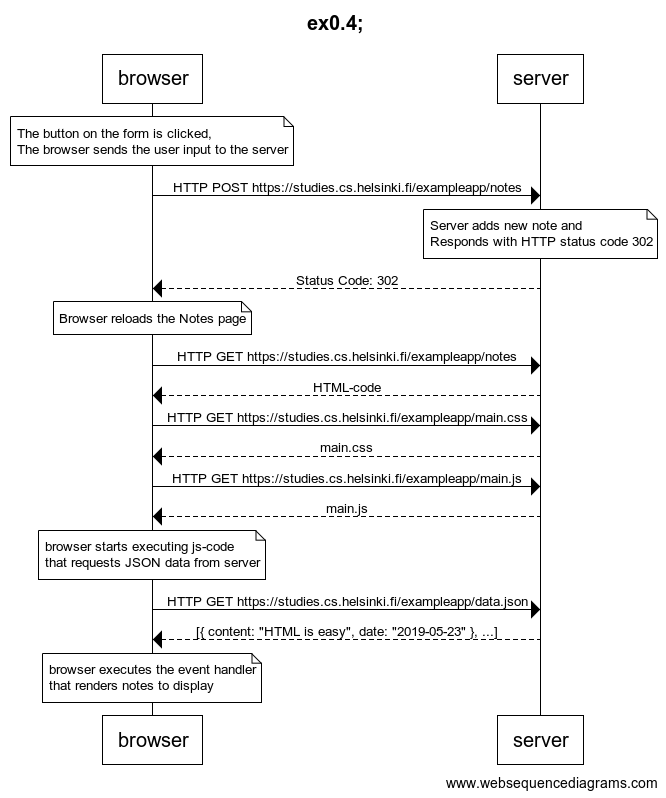 ex0.4;
browser
server
The button on the form is clicked,
The browser sends the user input to the server
HTTP POST https://studies.cs.helsinki.fi/exampleapp/notes
Server adds new note and
Responds with HTTP status code 302
Status Code: 302
Browser reloads the Notes page
HTTP GET https://studies.cs.helsinki.fi/exampleapp/notes
HTML-code
HTTP GET https://studies.cs.helsinki.fi/exampleapp/main.css
main.css
HTTP GET https://studies.cs.helsinki.fi/exampleapp/main.js
main.js
browser starts executing js-code
that requests JSON data from server
HTTP GET https://studies.cs.helsinki.fi/exampleapp/data.json
[{ content: "HTML is easy", date: "2019-05-23" }, ...]
browser executes the event handler
that renders notes to display
browser
server
www.websequencediagrams.com